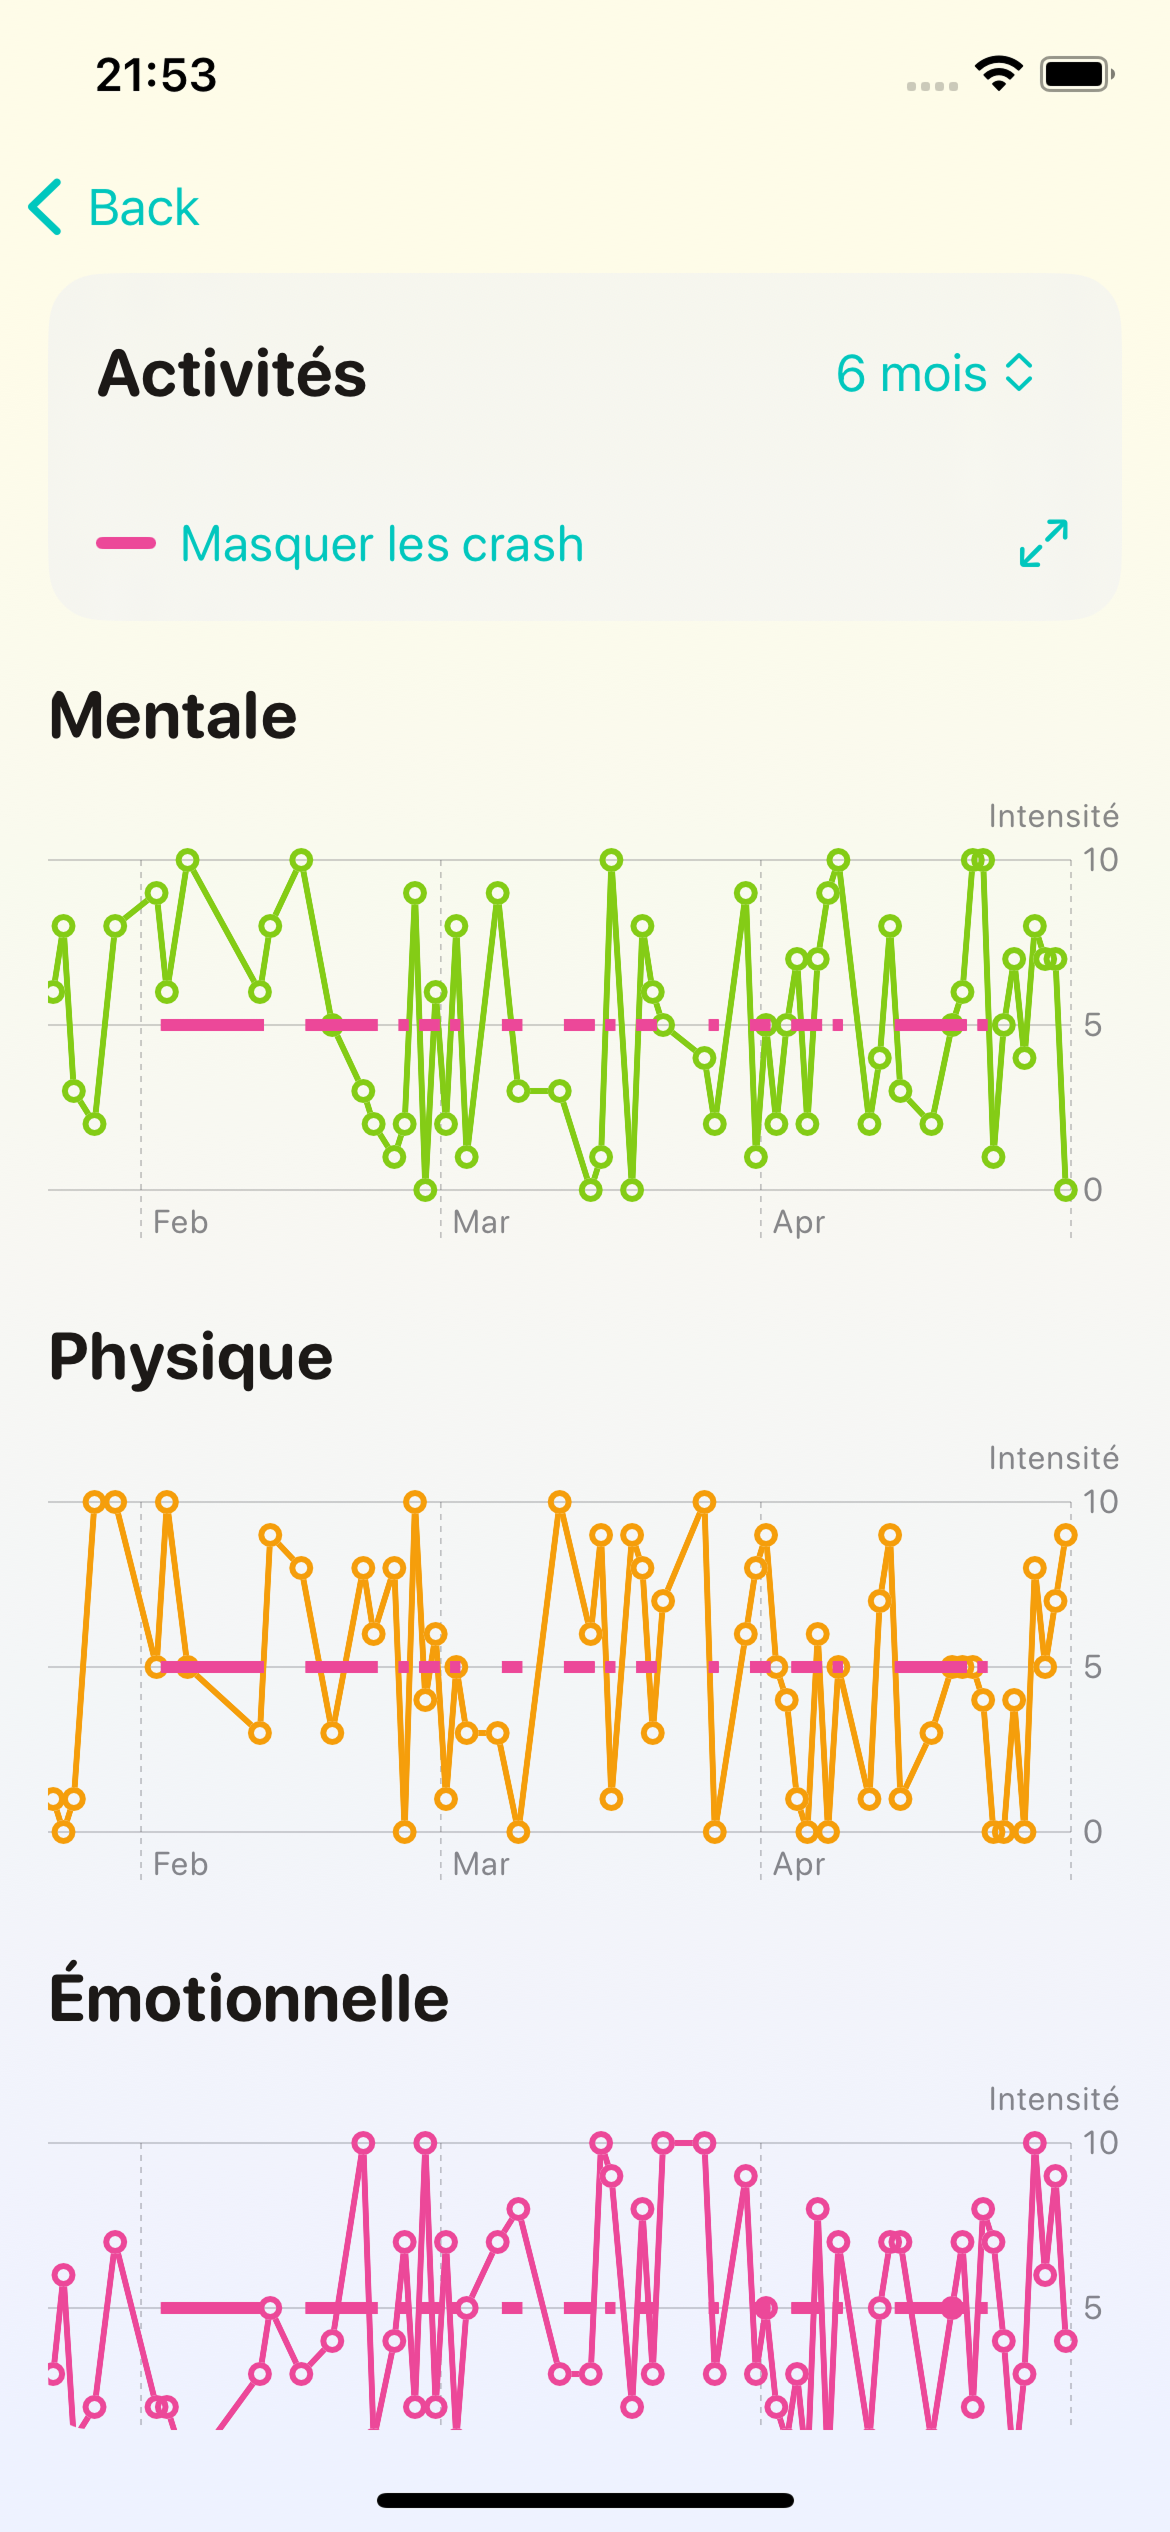 21:53
Back
Activités
6 mois
Masquer les crash
Mentale
Intensité
10
5
0
Feb Mar Apr
Physique
Intensité
10
5
0
Feb Mar Apr
Émotionnelle
Intensité
10
5